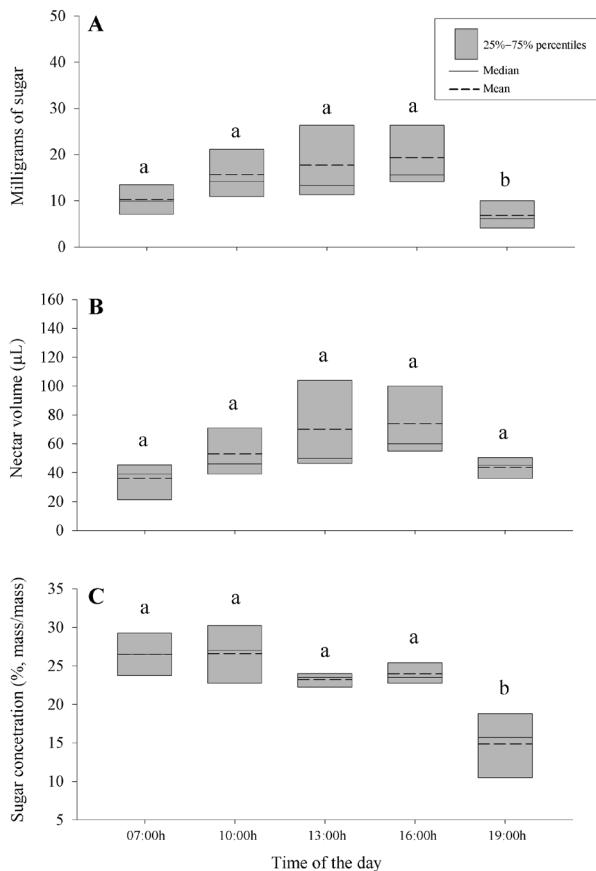 A
50
40
30
20
10
0
Milligrams of sugar
25%–75% percentiles
Median
Mean
a
a
a
a
b
B
160
140
120
100
80
60
40
20
0
Nectar volume (µL)
a
a
a
a
a
C
35
30
25
20
15
10
5
Sugar concetration (%, mass/mass)
a
a
a
a
b
07:00h 10:00h 13:00h 16:00h 19:00h
Time of the day